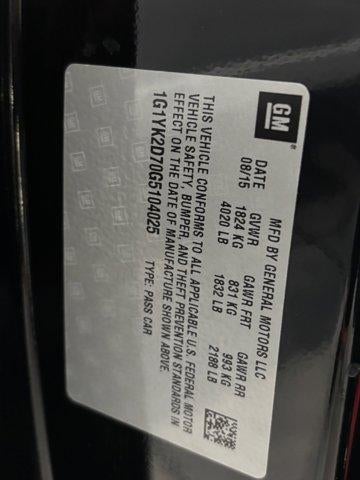 GM
MFD BY GENERAL MOTORS LLC
DATE GVWR GAWR FRT GAWR RR
08/15 1824 KG 831 KG 993 KG
4020 LB 1832 LB 2188 LB
THIS VEHICLE CONFORMS TO ALL APPLICABLE U.S. FEDERAL MOTOR
VEHICLE SAFETY, BUMPER, AND THEFT PREVENTION STANDARDS IN
EFFECT ON THE DATE OF MANUFACTURE SHOWN ABOVE.
1G1YK2D70G5104025 TYPE: PASS CAR